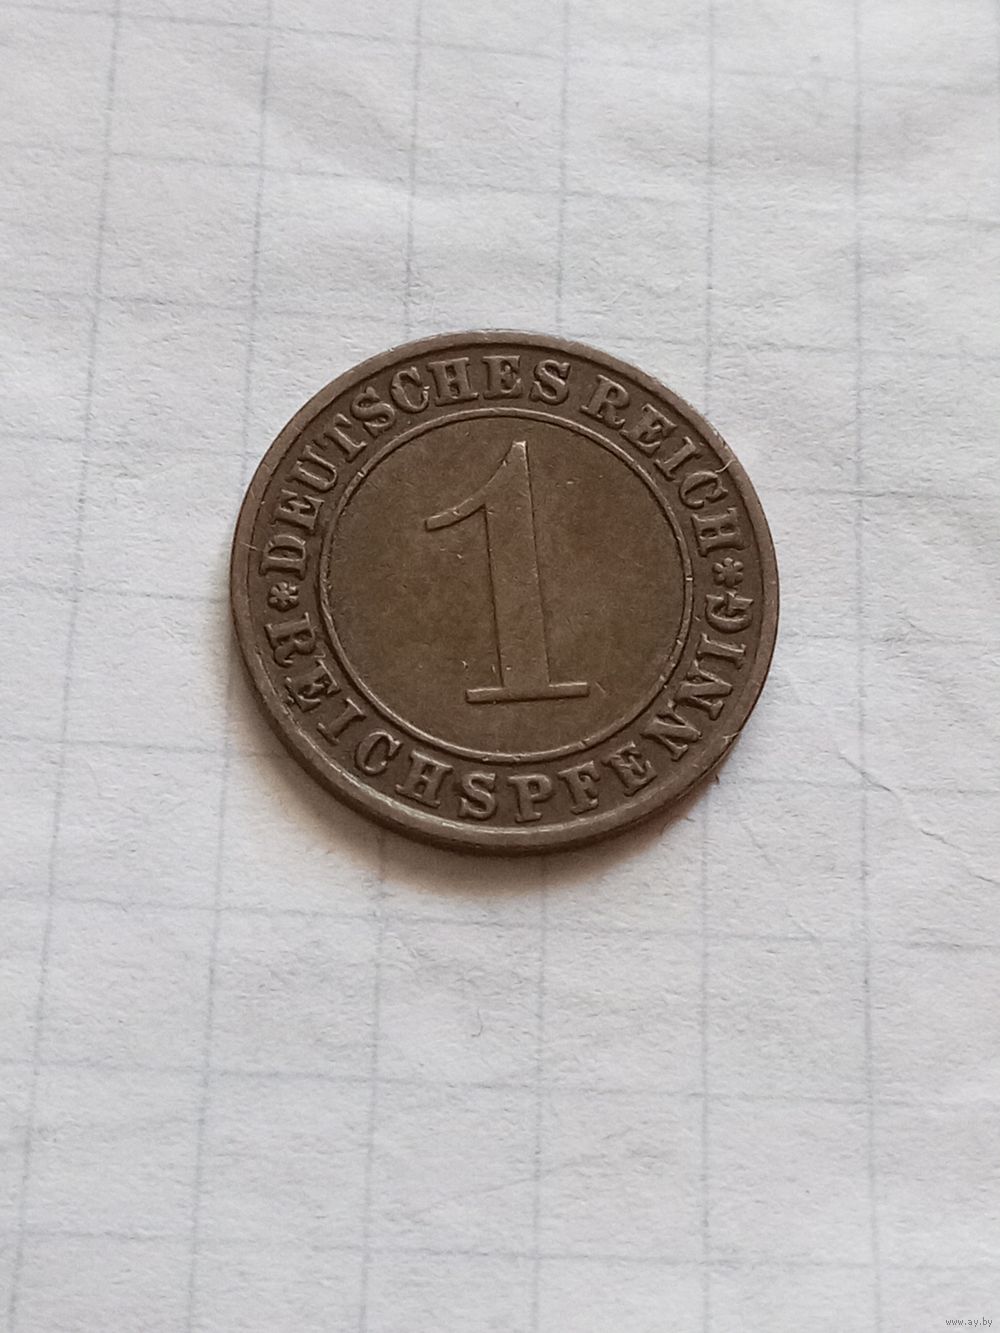 *DEUTSCHES REICH*
1
REICHSPFENNIG
www.ay.by